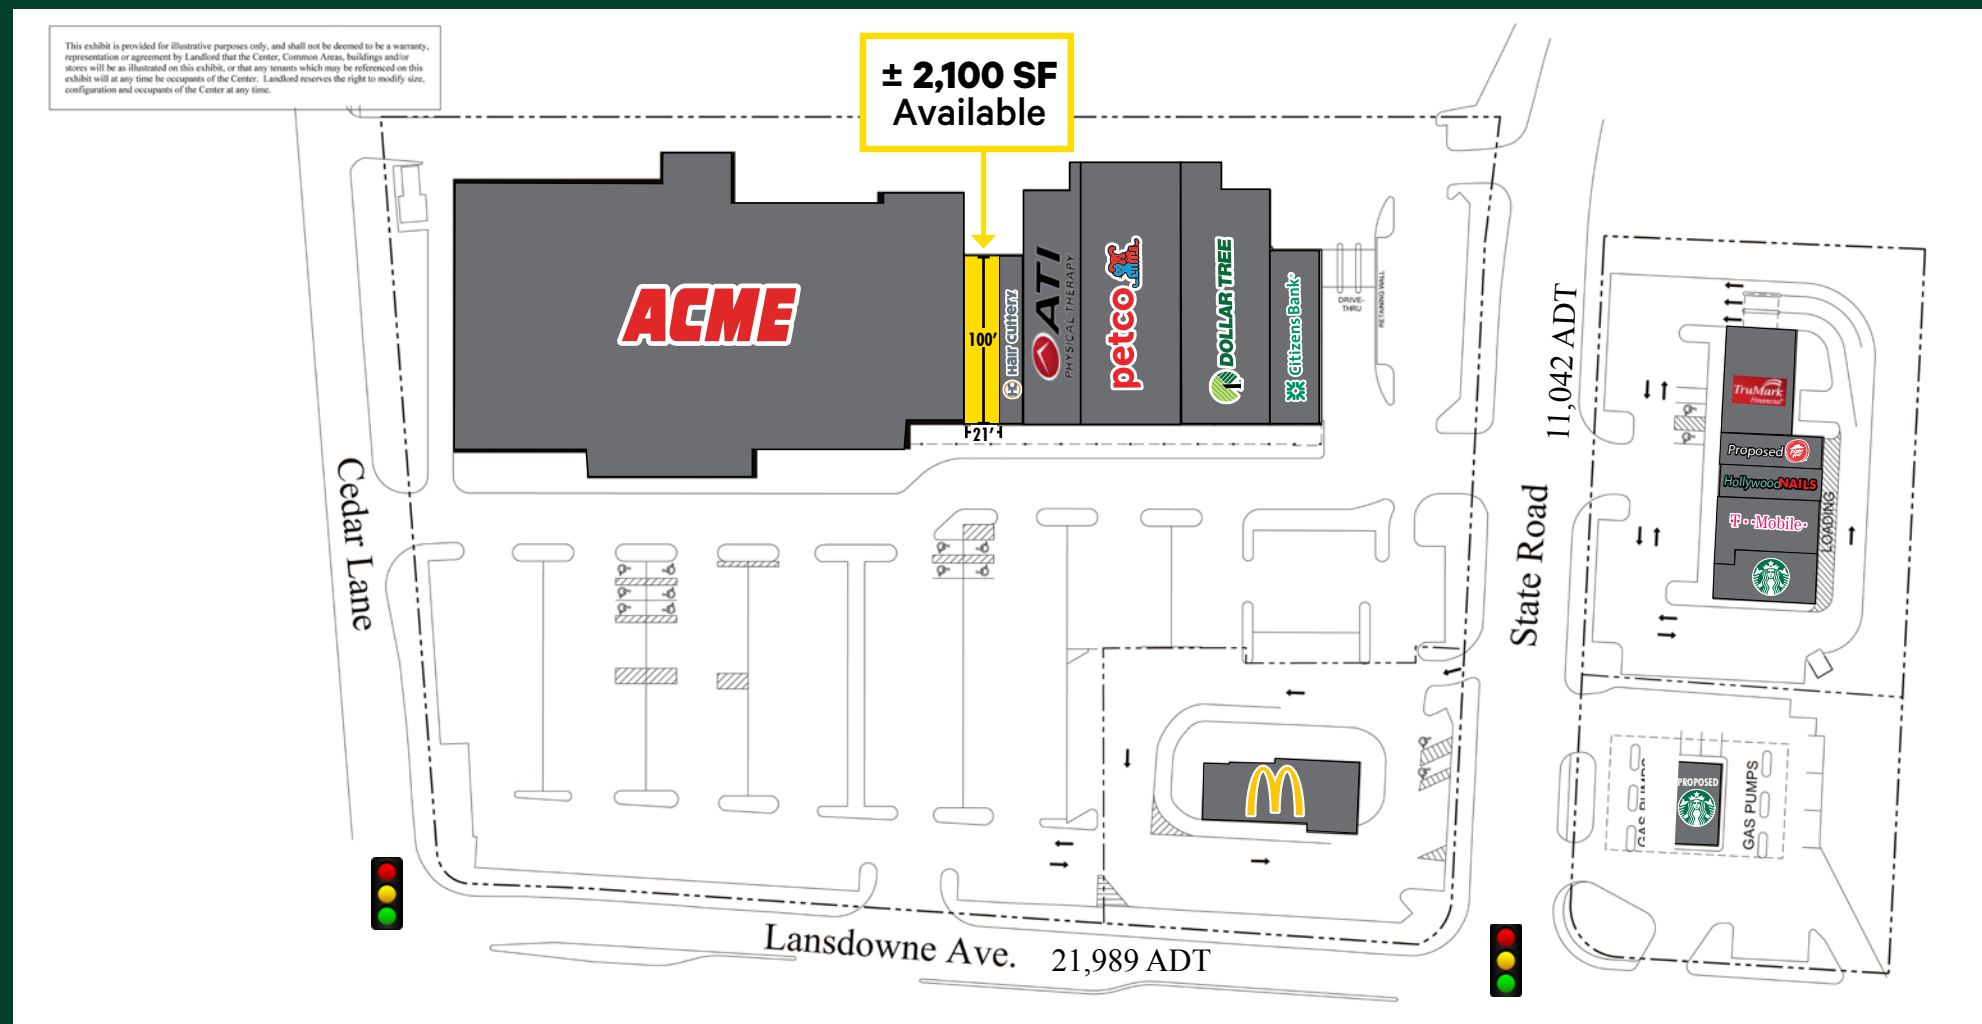 This exhibit is provided for illustrative purposes only, and shall not be deemed to be a warranty,
representation or agreement by Landlord that the Center, Common Areas, buildings and/or
stores will be as illustrated on this exhibit, or that any tenants which may be referenced on this
exhibit will at any time be occupants of the Center. Landlord reserves the right to modify size,
configuration and occupants of the Center at any time.
± 2,100 SF
Available
ACME
100'
21'
HC Hair Cuttery
ATI
PHYSICAL THERAPY
petco
DOLLAR TREE
Citizens Bank
DRIVE-
THRU
RETAINING WALL
11,042 ADT
State Road
Cedar Lane
TruMark
Financial
Proposed
HollywoodNAILS
T-Mobile
LOADING
PROPOSED
GAS PUMPS
GAS PUMPS
Lansdowne Ave.
21,989 ADT